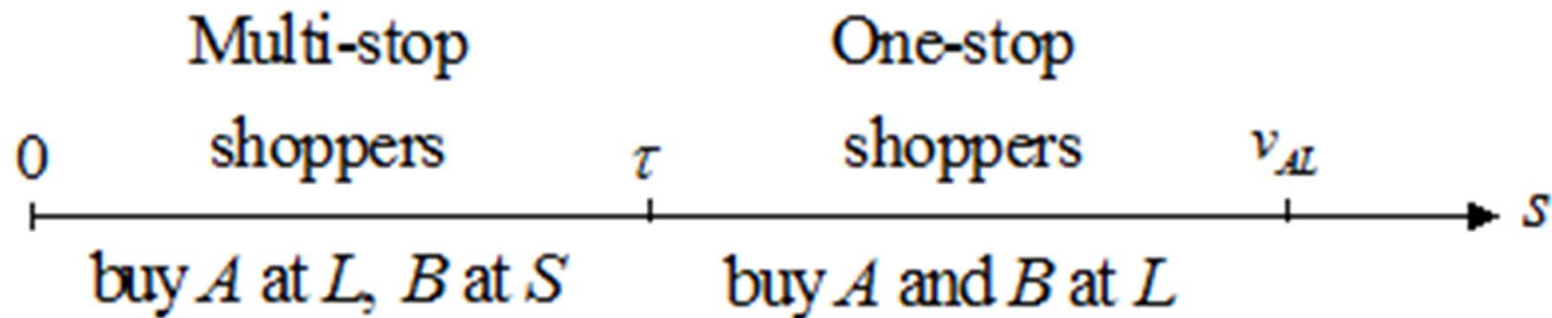 Multi-stop One-stop
0 shoppers τ shoppers v_AL
s
buy A at L, B at S buy A and B at L